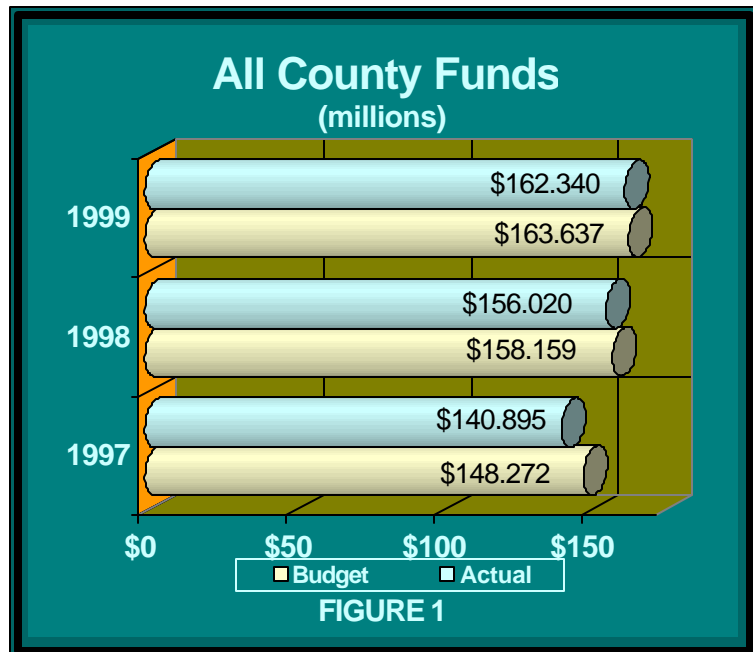 All County Funds
(millions)
1999
$162.340
$163.637
1998
$156.020
$158.159
1997
$140.895
$148.272
$0 $50 $100 $150
Budget Actual
FIGURE 1